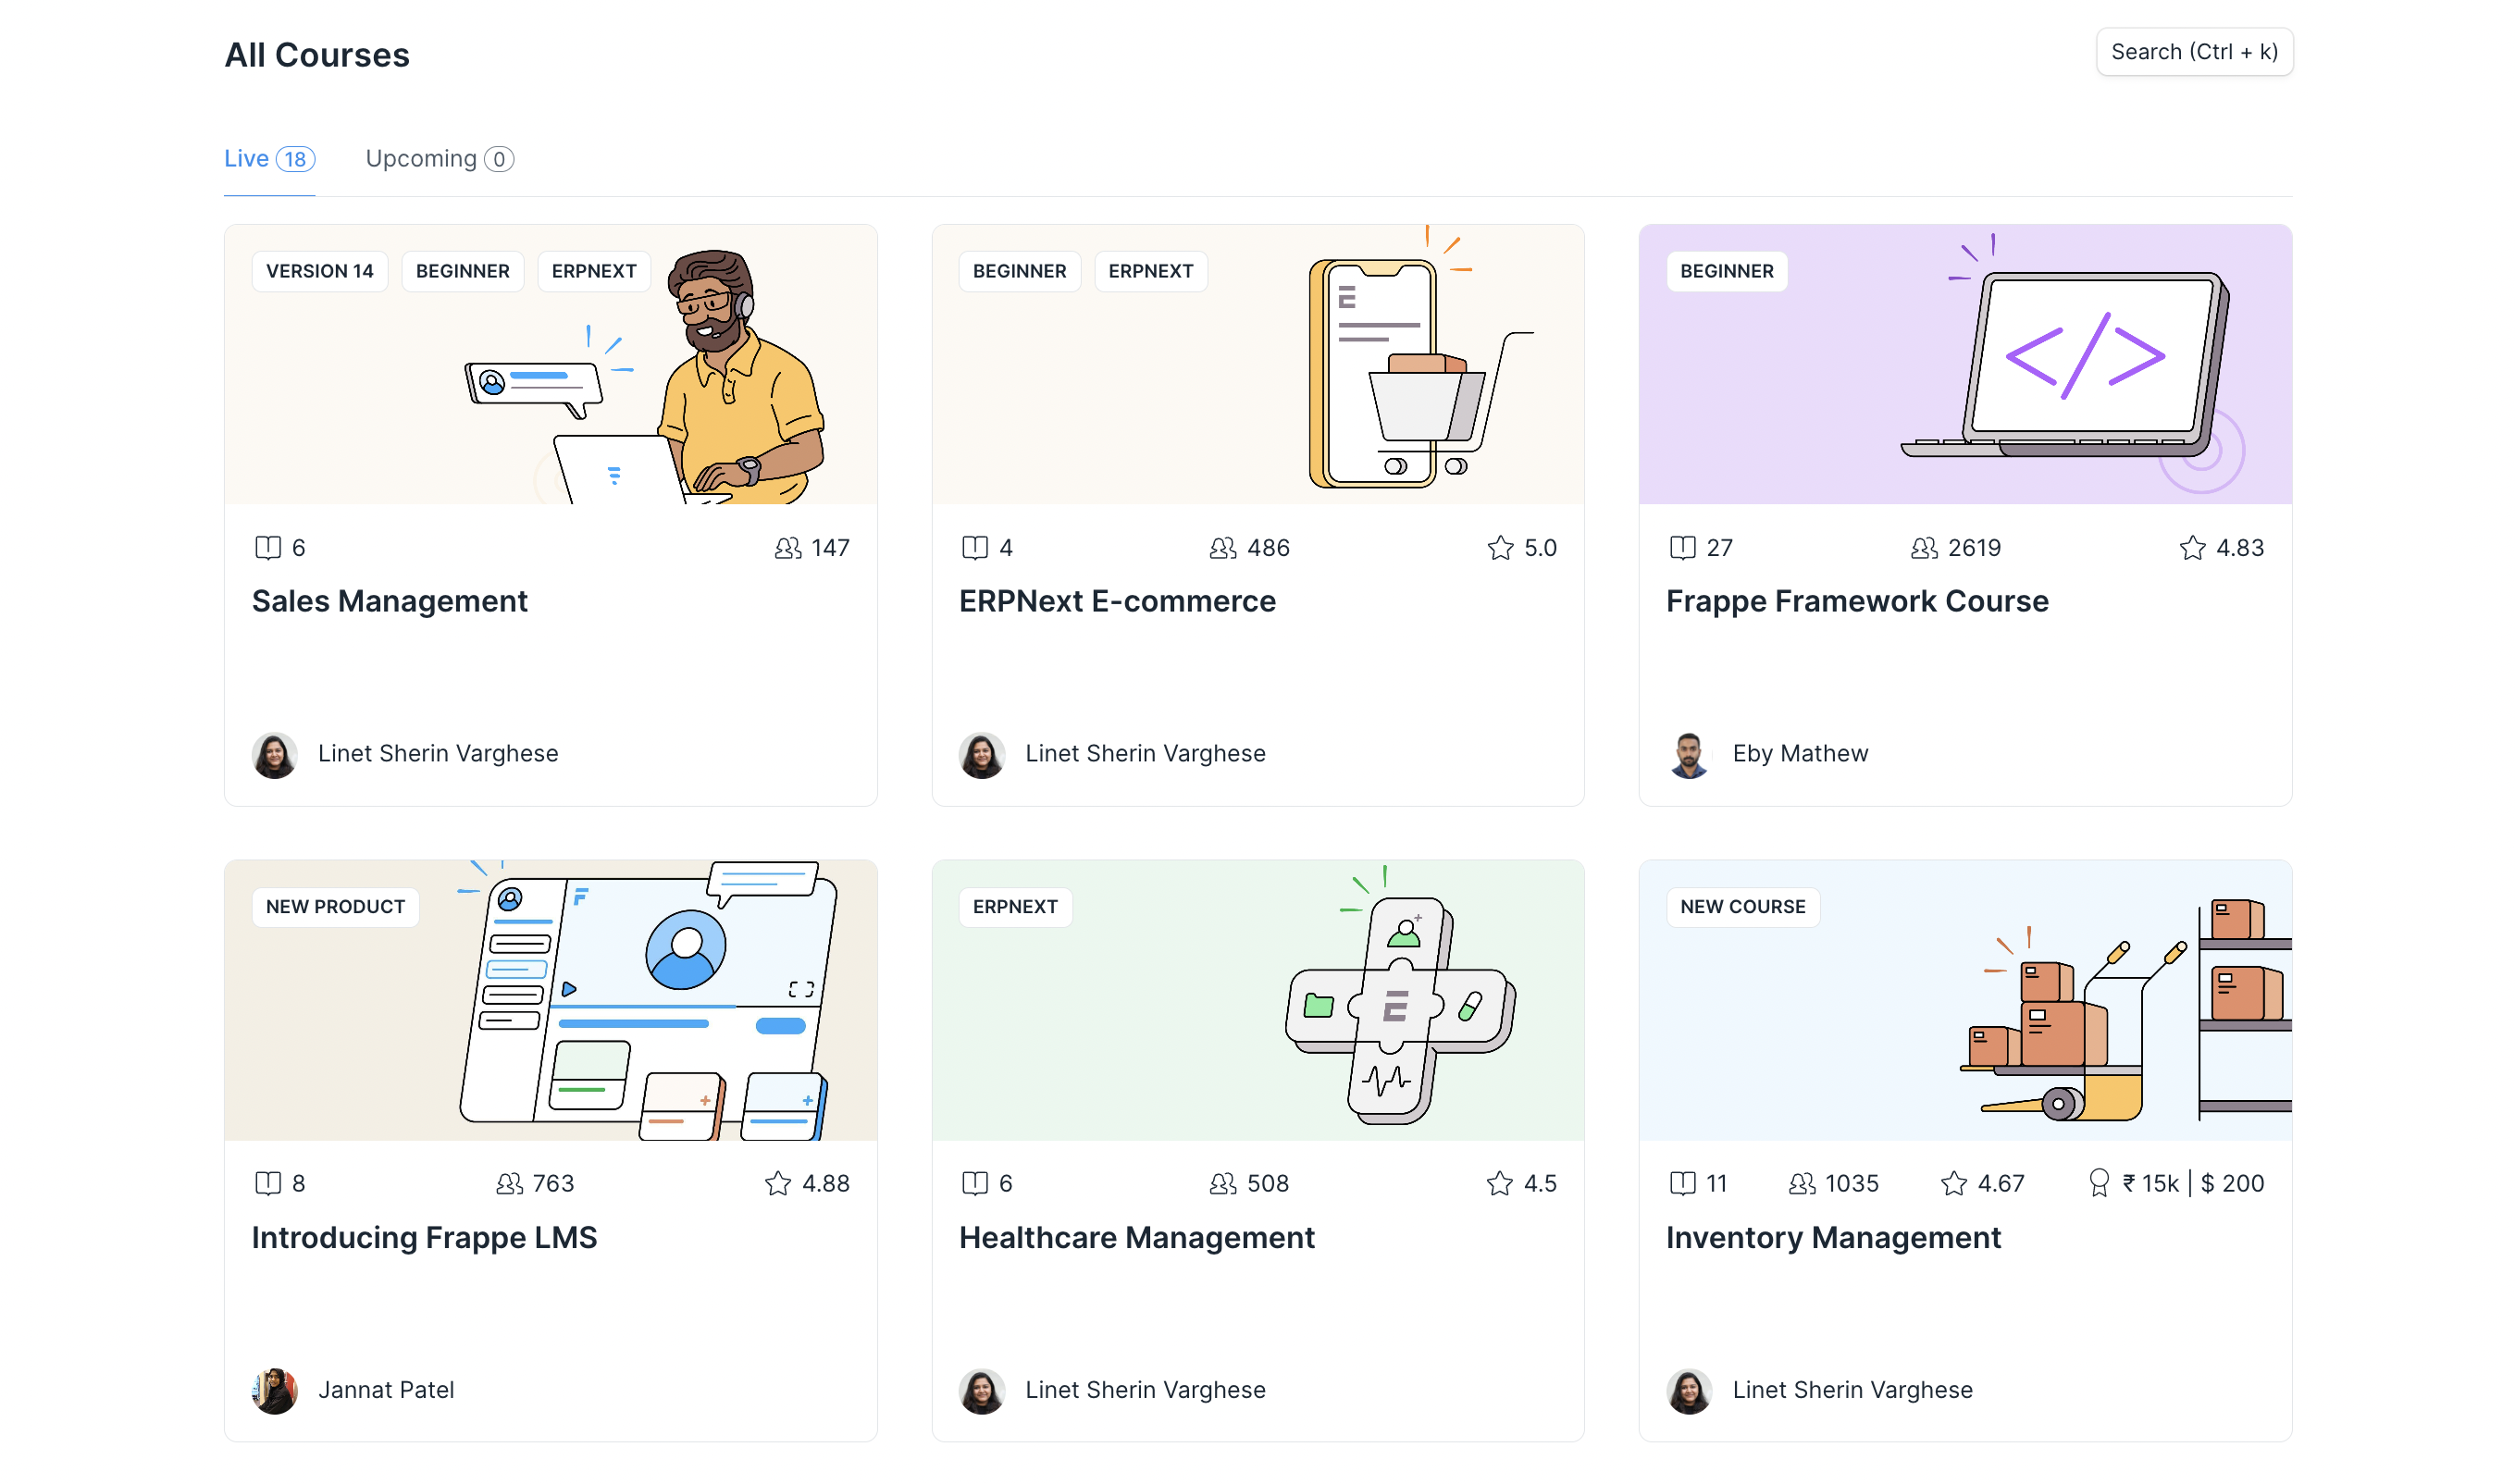 All Courses
Search (Ctrl + k)
Live 18 Upcoming 0
VERSION 14 BEGINNER ERPNEXT
6 147
Sales Management
Linet Sherin Varghese
BEGINNER ERPNEXT
4 486 5.0
ERPNext E-commerce
Linet Sherin Varghese
BEGINNER
</>
27 2619 4.83
Frappe Framework Course
Eby Mathew
NEW PRODUCT
8 763 4.88
Introducing Frappe LMS
Jannat Patel
ERPNEXT
6 508 4.5
Healthcare Management
Linet Sherin Varghese
NEW COURSE
11 1035 4.67 ₹ 15k | $ 200
Inventory Management
Linet Sherin Varghese